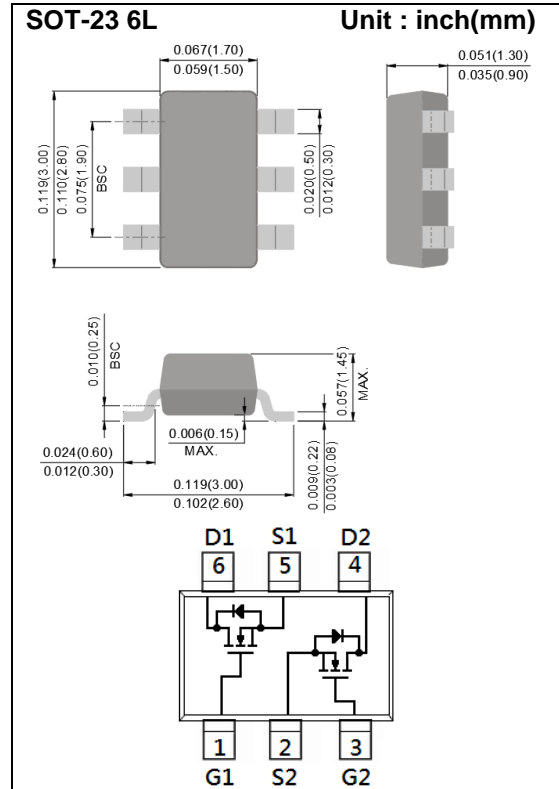 SOT-23 6L Unit : inch(mm)
0.067(1.70)
0.059(1.50)
0.051(1.30)
0.035(0.90)
0.119(3.00)
0.110(2.80)
0.075(1.90)
BSC
0.020(0.50)
0.012(0.30)
0.010(0.25)
BSC
0.057(1.45)
MAX.
0.006(0.15)
MAX.
0.024(0.60)
0.012(0.30)
0.009(0.22)
0.003(0.08)
0.119(3.00)
0.102(2.60)
D1 S1 D2
6 5 4
1 2 3
G1 S2 G2